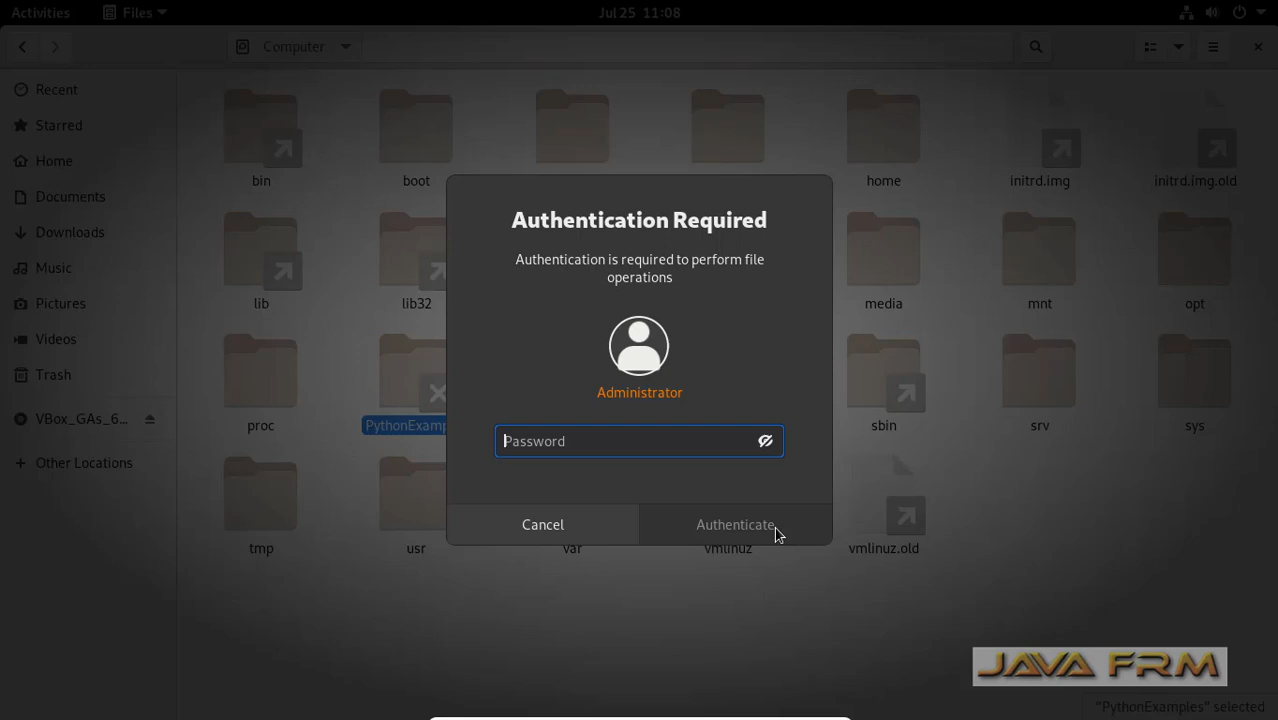 Activities
Files
Jul 25 11:08
Computer
Recent
Starred
Home
Documents
Downloads
Music
Pictures
Videos
Trash
VBox_GAs_6...
Other Locations
bin
boot
home
initrd.img
initrd.img.old
lib
lib32
media
mnt
opt
proc
PythonExamp
sbin
srv
sys
tmp
usr
var
vmlinuz
vmlinuz.old
Authentication Required
Authentication is required to perform file
operations
Administrator
Password
Cancel
Authenticate
JAVA FRM
"PythonExamples" selected